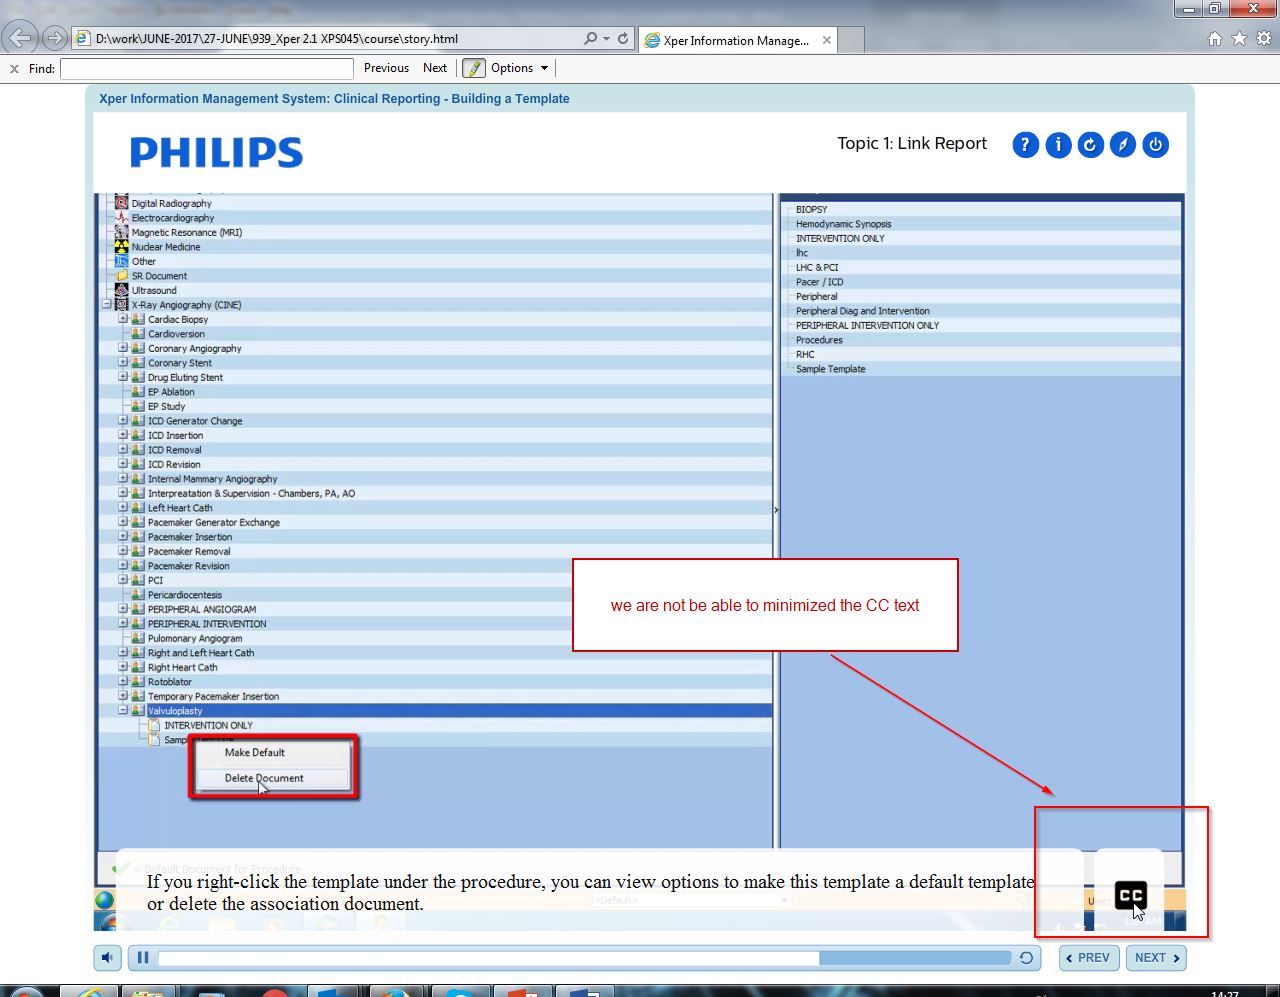 D:\work\JUNE-2017\27-JUNE\939_Xper 2.1 XPS045\course\story.html
Xper Information Manage...
Find:
Previous
Next
Options
Xper Information Management System: Clinical Reporting - Building a Template
PHILIPS
Topic 1: Link Report
Digital Radiography
Electrocardiography
Magnetic Resonance (MRI)
Nuclear Medicine
Other
SR Document
Ultrasound
X-Ray Angiography (CINE)
Cardiac Biopsy
Cardioversion
Coronary Angiography
Coronary Stent
Drug Eluting Stent
EP Ablation
EP Study
ICD Generator Change
ICD Insertion
ICD Removal
ICD Revision
Internal Mammary Angiography
Interpreatation & Supervision - Chambers, PA, AO
Left Heart Cath
Pacemaker Generator Exchange
Pacemaker Insertion
Pacemaker Removal
Pacemaker Revision
PCI
Pericardiocentesis
PERIPHERAL ANGIOGRAM
PERIPHERAL INTERVENTION
Pulomonary Angiogram
Right and Left Heart Cath
Right Heart Cath
Rotoblator
Temporary Pacemaker Insertion
Valvuloplasty
INTERVENTION ONLY
Make Default
Delete Document
BIOPSY
Hemodynamic Synopsis
INTERVENTION ONLY
lhc
LHC & PCI
Pacer / ICD
Peripheral
Peripheral Diag and Intervention
PERIPHERAL INTERVENTION ONLY
Procedures
RHC
Sample Template
we are not be able to minimized the CC text
= Default Document for Procedure
If you right-click the template under the procedure, you can view options to make this template a default template
or delete the association document.
<Default>
CC
PREV
NEXT
14:27